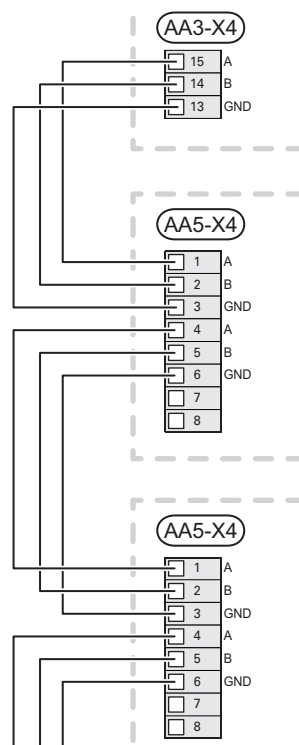 AA3-X4
15 A
14 B
13 GND
AA5-X4
1 A
2 B
3 GND
4 A
5 B
6 GND
7
8
AA5-X4
1 A
2 B
3 GND
4 A
5 B
6 GND
7
8